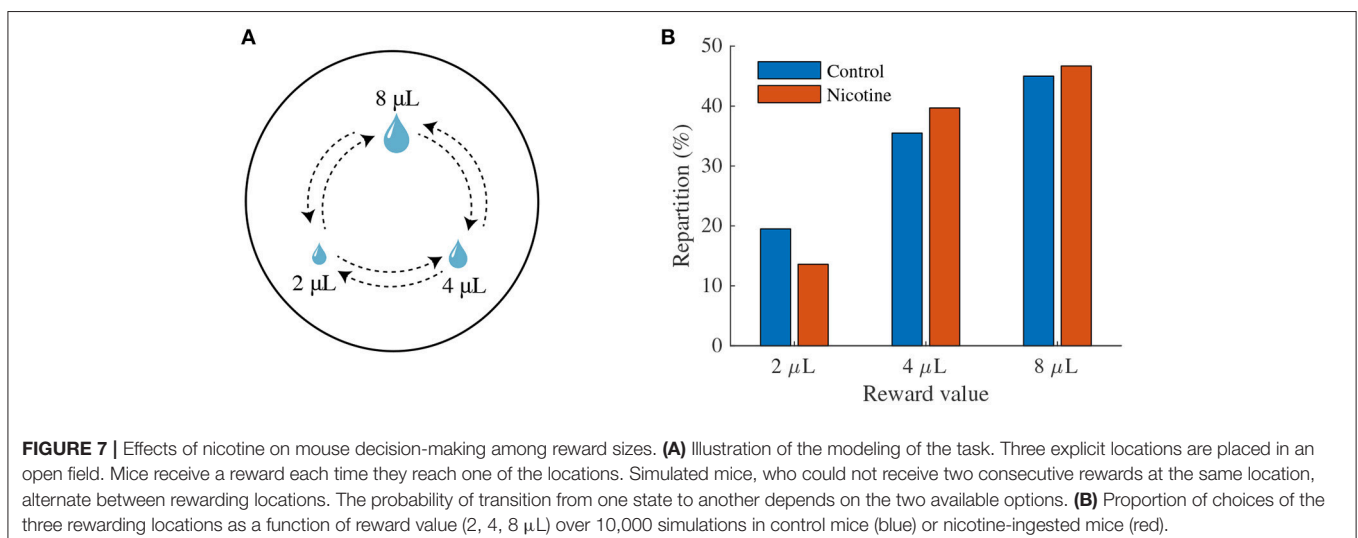 A
8 μL
2 μL
4 μL
B
50
40
30
20
10
0
Repartition (%)
Control
Nicotine
2 μL 4 μL 8 μL
Reward value
FIGURE 7 | Effects of nicotine on mouse decision-making among reward sizes. (A) Illustration of the modeling of the task. Three explicit locations are placed in an
open field. Mice receive a reward each time they reach one of the locations. Simulated mice, who could not receive two consecutive rewards at the same location,
alternate between rewarding locations. The probability of transition from one state to another depends on the two available options. (B) Proportion of choices of the
three rewarding locations as a function of reward value (2, 4, 8 μL) over 10,000 simulations in control mice (blue) or nicotine-ingested mice (red).